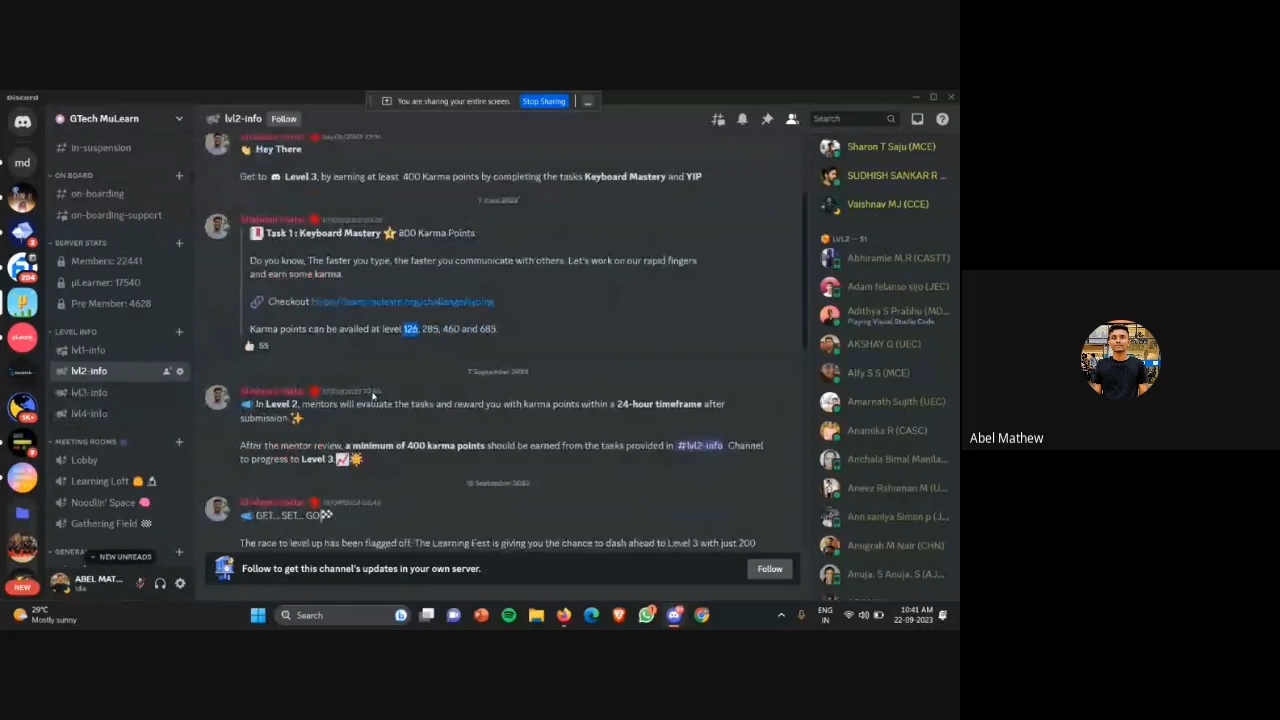 Discord
You are sharing your entire screen.
Stop Sharing
GTech MuLearn
lvl2-info
Follow
Search
in-suspension
ON BOARD
on-boarding
on-boarding-support
SERVER STATS
Members: 22441
μLearner: 17540
Pre Member: 4628
LEVEL INFO
lvl1-info
lvl2-info
lvl3-info
lvl4-info
MEETING ROOMS
Lobby
Learning Loft
Noodlin' Space
Gathering Field
GENERA
NEW UNREADS
ABEL MAT...
Idle
md
2
204
μLearn
1K+
9
NEW
Hey There
Get to Level 3, by earning at least 400 Karma points by completing the tasks Keyboard Mastery and YIP
Task 1 : Keyboard Mastery 800 Karma Points
Do you know, The faster you type, the faster you communicate with others. Let's work on our rapid fingers
and earn some karma.
Checkout
Karma points can be availed at level 126, 285, 460 and 685.
55
7 September 2023
In Level 2, mentors will evaluate the tasks and reward you with karma points within a 24-hour timeframe after
submission
After the mentor review, a minimum of 400 karma points should be earned from the tasks provided in #lvl2-info Channel
to progress to Level 3.
September 2023
GET... SET... GO
The race to level up has been flagged off. The Learning Fest is giving you the chance to dash ahead to Level 3 with just 200
Follow to get this channel's updates in your own server.
Follow
Sharon T Saju (MCE)
SUDHISH SANKAR R ...
Vaishnav MJ (CCE)
LVL2 — 51
Abhiramie M.R (CASTT)
Adam felanso sijo (JEC)
Adithya S Prabhu (MD...
Playing Visual Studio Code
AKSHAY G (UEC)
Alfy S S (MCE)
Amarnath Sujith (UEC)
Anamika R (CASC)
Anchala Bimal Manila...
Aneez Rahuman M (U...
Ann saniya Simon p (J...
Anugrah M Nair (CHN)
Anuja. S Anuja. S (AJ...
29°C
Mostly sunny
Search
ENG
IN
10:41 AM
22-09-2023
Abel Mathew